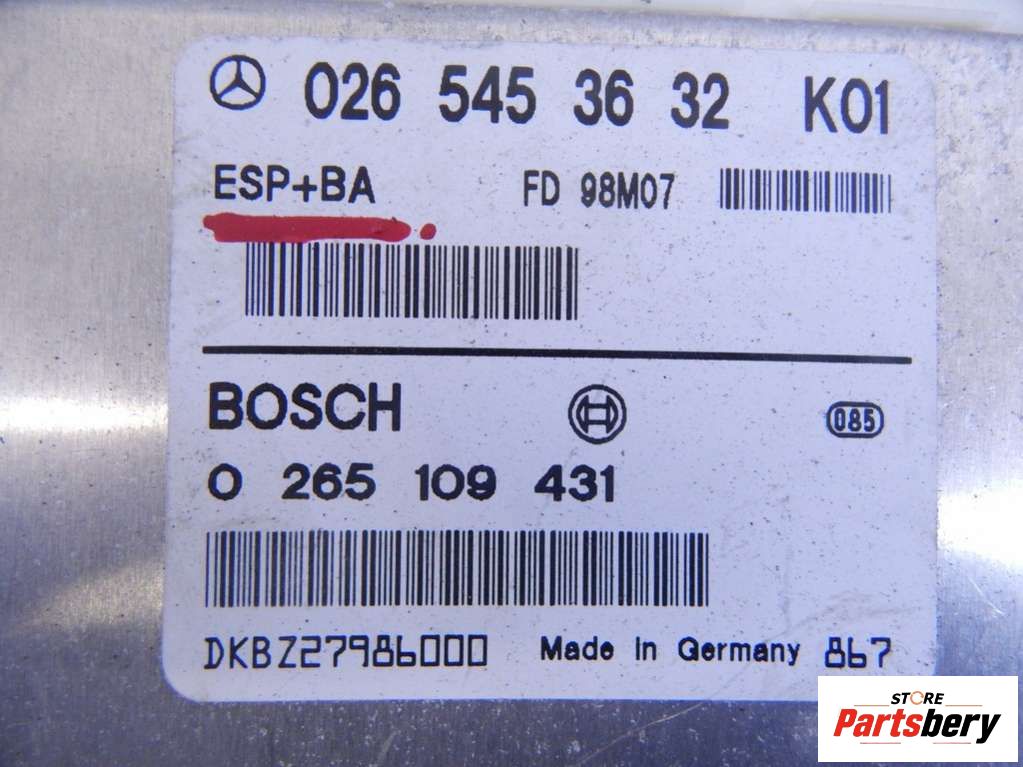 026 545 36 32 K01
ESP+BA FD 98M07
BOSCH 085
0 265 109 431
DKBZ27986000 Made in Germany 867
STORE
Partsbery